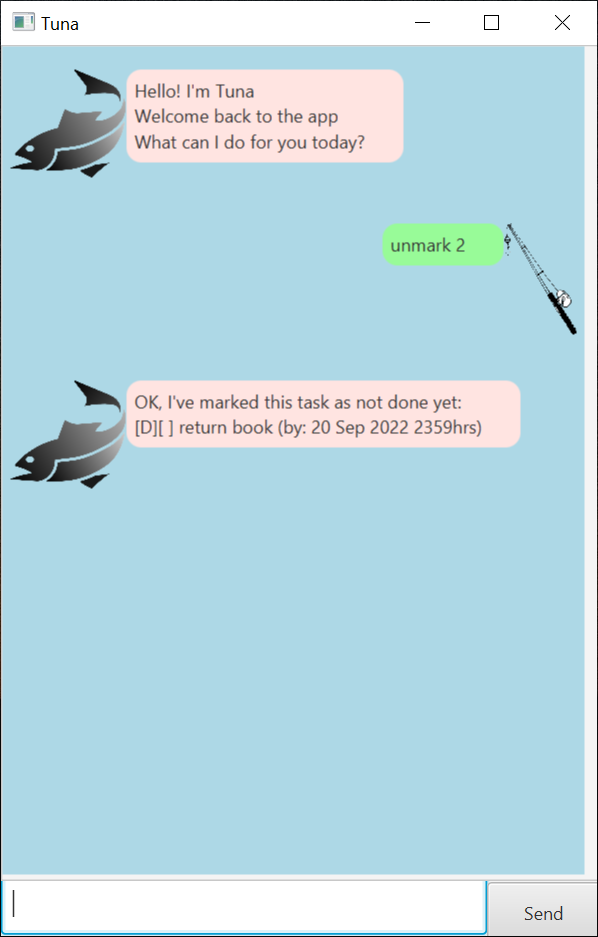 Tuna
Hello! I'm Tuna
Welcome back to the app
What can I do for you today?
unmark 2
OK, I've marked this task as not done yet:
[D][ ] return book (by: 20 Sep 2022 2359hrs)
Send